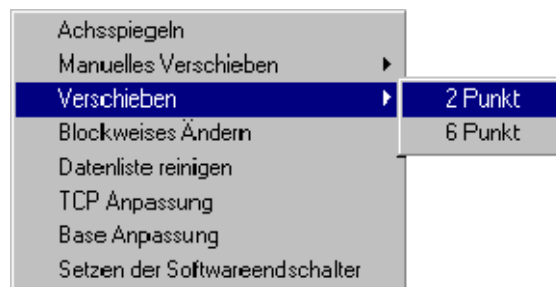 Achsspiegeln
Manuelles Verschieben
Verschieben
2 Punkt
Blockweises Ändern
6 Punkt
Datenliste reinigen
TCP Anpassung
Base Anpassung
Setzen der Softwareendschalter